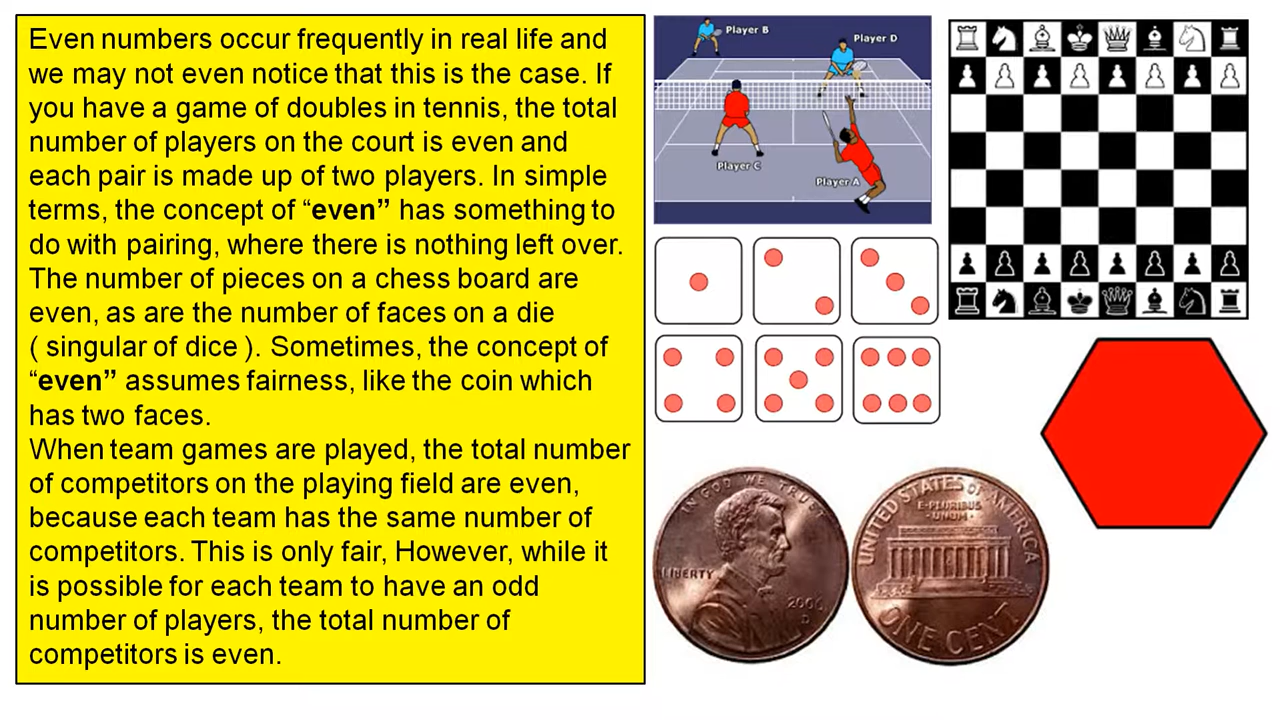 Even numbers occur frequently in real life and
we may not even notice that this is the case. If
you have a game of doubles in tennis, the total
number of players on the court is even and
each pair is made up of two players. In simple
terms, the concept of “even” has something to
do with pairing, where there is nothing left over.
The number of pieces on a chess board are
even, as are the number of faces on a die
( singular of dice ). Sometimes, the concept of
“even” assumes fairness, like the coin which
has two faces.
When team games are played, the total number
of competitors on the playing field are even,
because each team has the same number of
competitors. This is only fair, However, while it
is possible for each team to have an odd
number of players, the total number of
competitors is even.
Player B
Player D
Player C
Player A
IN GOD WE TRUST
LIBERTY
D
UNITED STATES OF AMERICA
E·PLURIBUS
·UNUM·
ONE CENT